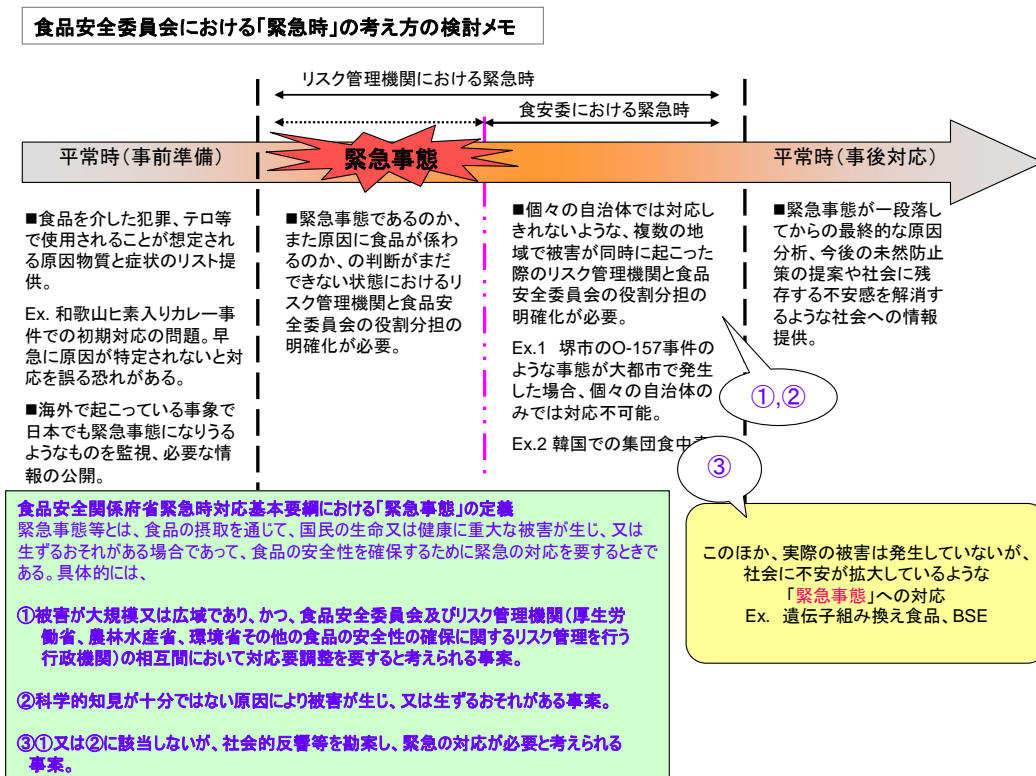 食品安全委員会における「緊急時」の考え方の検討メモ
リスク管理機関における緊急時
食安委における緊急時
平常時(事前準備)
緊急事態
平常時(事後対応)
■食品を介した犯罪、テロ等
で使用されることが想定され
る原因物質と症状のリスト提
供。
Ex. 和歌山ヒ素入りカレー事
件での初期対応の問題。早
急に原因が特定されないと対
応を誤る恐れがある。
■海外で起こっている事象で
日本でも緊急事態になりうる
ようなものを監視、必要な情
報の公開。
■緊急事態であるのか、
また原因に食品が係わ
るのか、の判断がまだ
できない状態におけるリ
スク管理機関と食品安
全委員会の役割分担の
明確化が必要。
■個々の自治体では対応し
きれないような、複数の地
域で被害が同時に起こった
際のリスク管理機関と食品
安全委員会の役割分担の
明確化が必要。
Ex.1 堺市のO-157事件の
ような事態が大都市で発生
した場合、個々の自治体の
みでは対応不可能。
Ex.2 韓国での集団食中
■緊急事態が一段落し
てからの最終的な原因
分析、今後の未然防止
策の提案や社会に残
存する不安感を解消す
るような社会への情報
提供。
①,②
③
食品安全関係府省緊急時対応基本要綱における「緊急事態」の定義
緊急事態等とは、食品の摂取を通じて、国民の生命又は健康に重大な被害が生じ、又は
生ずるおそれがある場合であって、食品の安全性を確保するために緊急の対応を要するときで
ある。具体的には、
①被害が大規模又は広域であり、かつ、食品安全委員会及びリスク管理機関(厚生労
働省、農林水産省、環境省その他の食品の安全性の確保に関するリスク管理を行う
行政機関)の相互間において対応要調整を要すると考えられる事案。
②科学的知見が十分ではない原因により被害が生じ、又は生ずるおそれがある事案。
③①又は②に該当しないが、社会的反響等を勘案し、緊急の対応が必要と考えられる
事案。
このほか、実際の被害は発生していないが、
社会に不安が拡大しているような
「緊急事態」への対応
Ex. 遺伝子組み換え食品、BSE